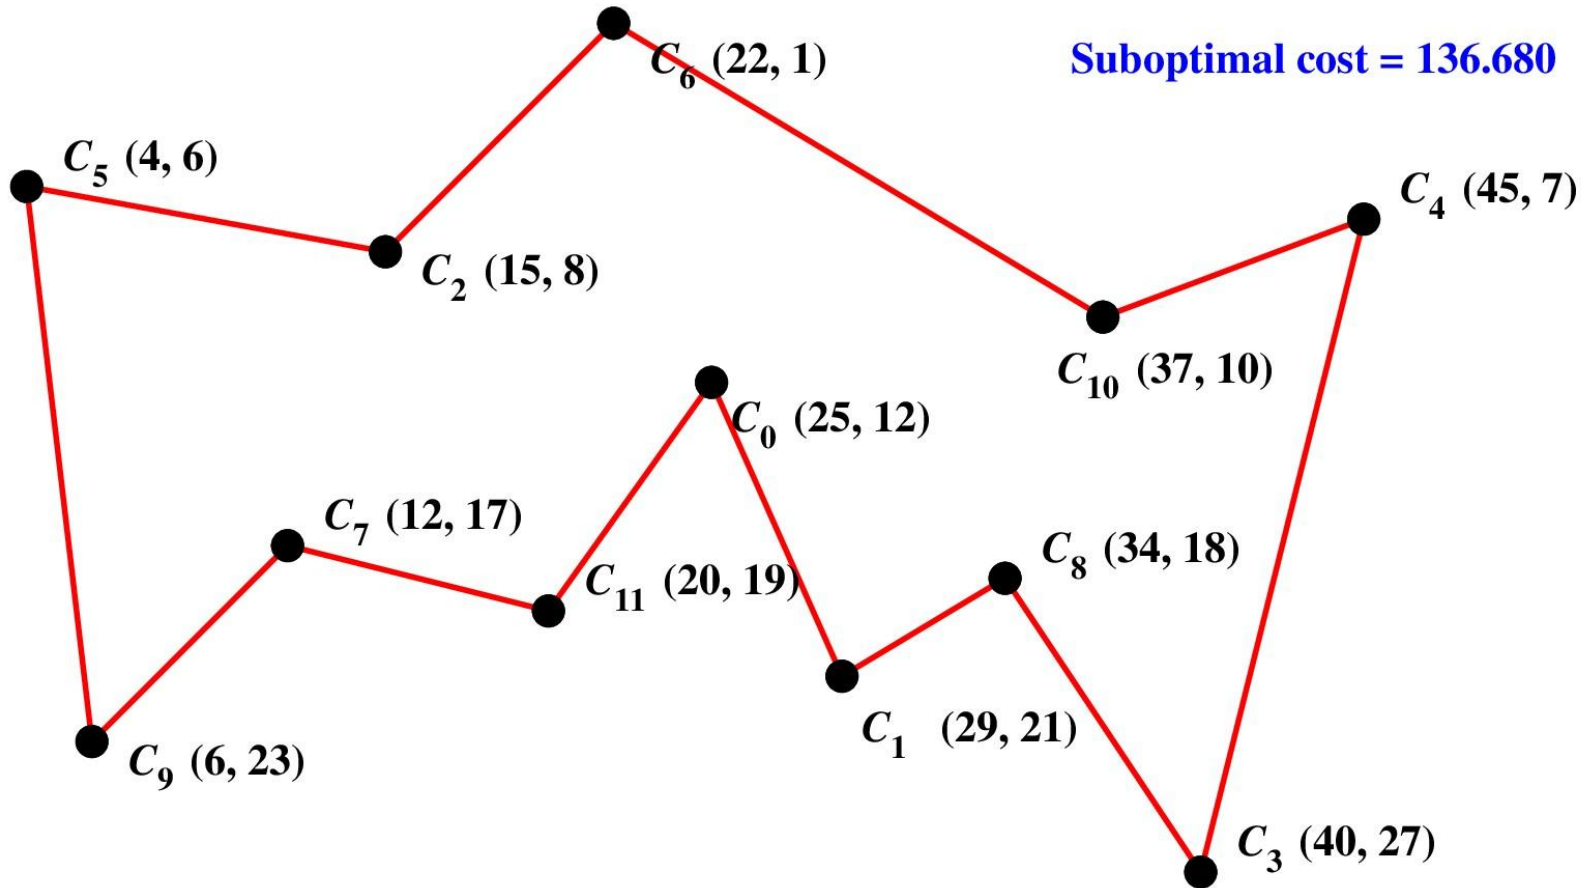 C6 (22, 1)
Suboptimal cost = 136.680
C5 (4, 6)
C4 (45, 7)
C2 (15, 8)
C10 (37, 10)
C0 (25, 12)
C7 (12, 17)
C8 (34, 18)
C11 (20, 19)
C1 (29, 21)
C9 (6, 23)
C3 (40, 27)